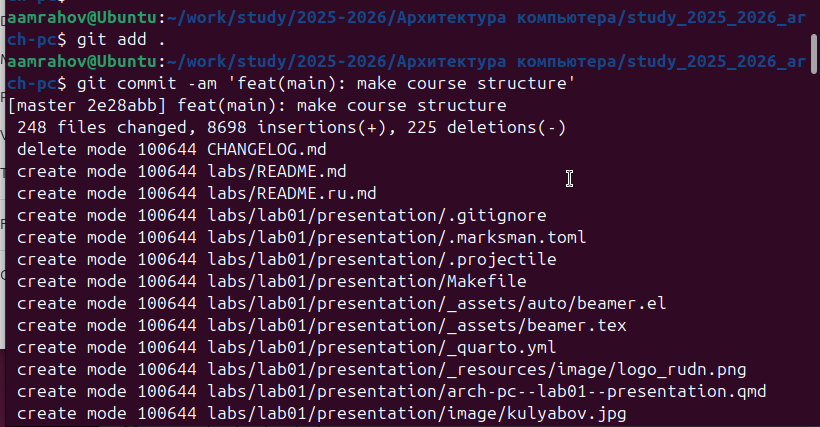 aamrahov@Ubuntu:~/work/study/2025-2026/Архитектура компьютера/study_2025_2026_ar
ch-pc$ git add .
aamrahov@Ubuntu:~/work/study/2025-2026/Архитектура компьютера/study_2025_2026_ar
ch-pc$ git commit -am 'feat(main): make course structure'
[master 2e28abb] feat(main): make course structure
 248 files changed, 8698 insertions(+), 225 deletions(-)
 delete mode 100644 CHANGELOG.md
 create mode 100644 labs/README.md
 create mode 100644 labs/README.ru.md
 create mode 100644 labs/lab01/presentation/.gitignore
 create mode 100644 labs/lab01/presentation/.marksman.toml
 create mode 100644 labs/lab01/presentation/.projectile
 create mode 100644 labs/lab01/presentation/Makefile
 create mode 100644 labs/lab01/presentation/_assets/auto/beamer.el
 create mode 100644 labs/lab01/presentation/_assets/beamer.tex
 create mode 100644 labs/lab01/presentation/_quarto.yml
 create mode 100644 labs/lab01/presentation/_resources/image/logo_rudn.png
 create mode 100644 labs/lab01/presentation/arch-pc--lab01--presentation.qmd
 create mode 100644 labs/lab01/presentation/image/kulyabov.jpg